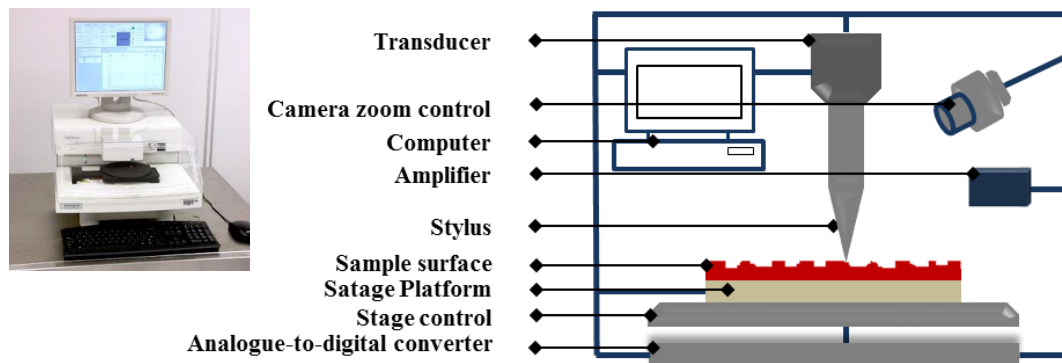 Transducer
Camera zoom control
Computer
Amplifier
Stylus
Sample surface
Satage Platform
Stage control
Analogue-to-digital converter